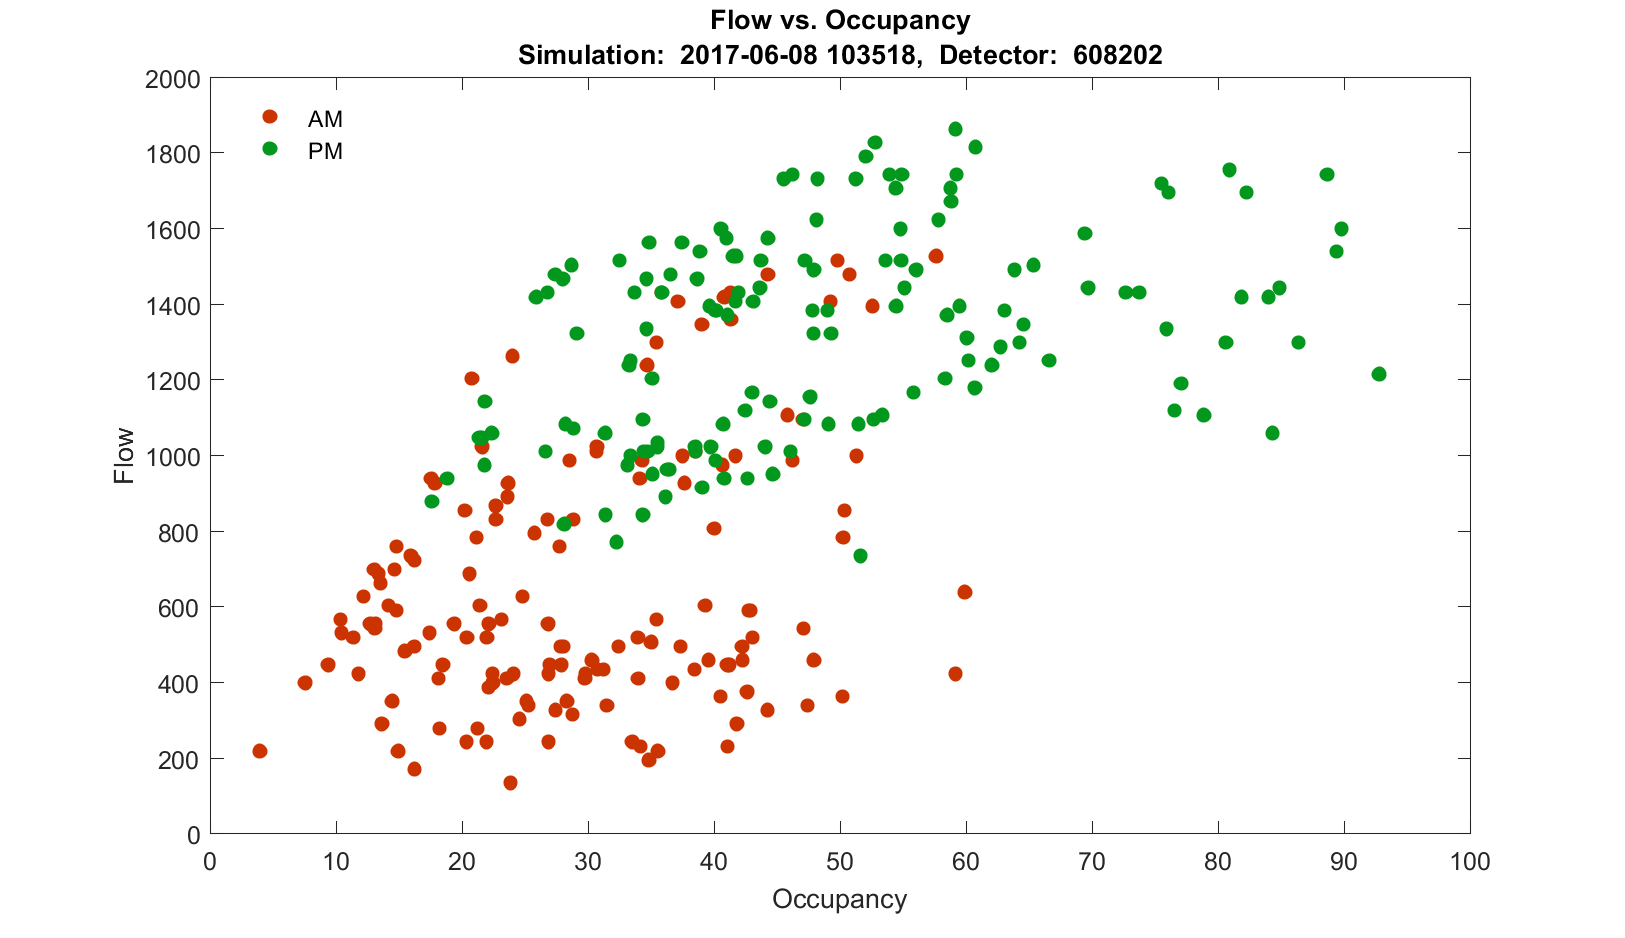 Flow vs. Occupancy
Simulation:  2017-06-08 103518,  Detector:  608202
2000
1800
1600
1400
1200
1000
800
600
400
200
0
Flow
AM
PM
0 10 20 30 40 50 60 70 80 90 100
Occupancy